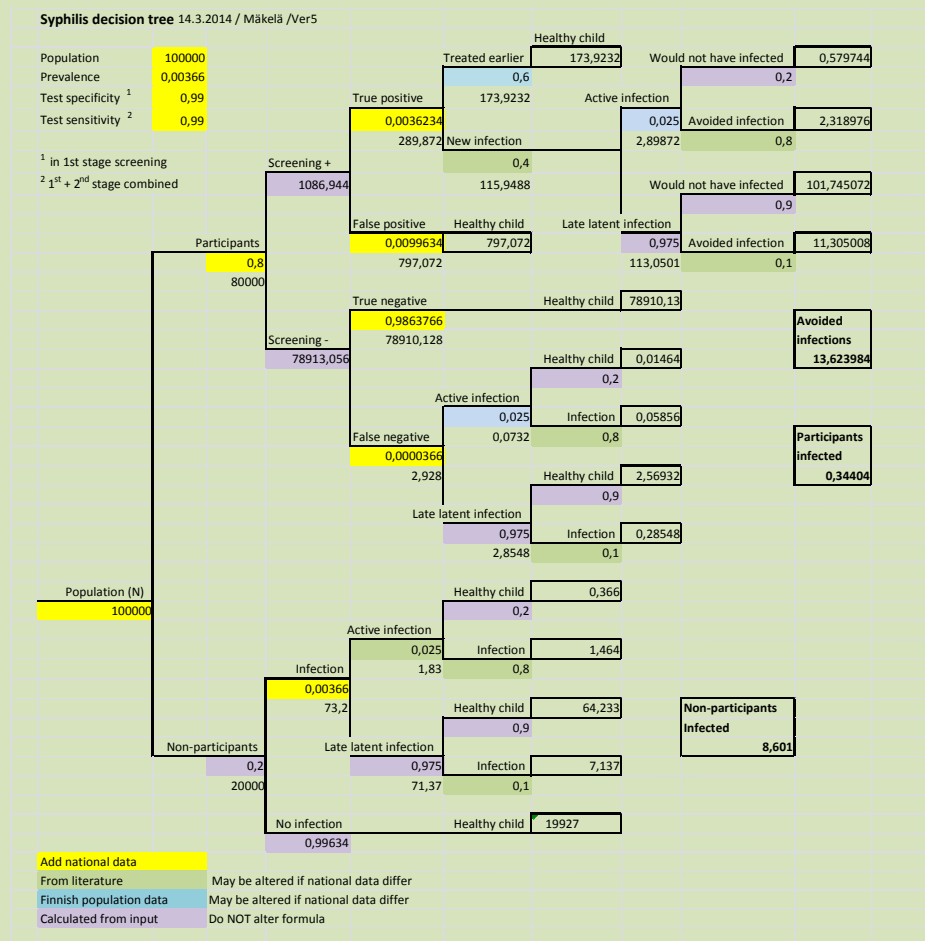 Syphilis decision tree 14.3.2014 / Mäkelä /Ver5
Healthy child
Population 100000 Treated earlier 173,9232 Would not have infected 0,579744
Prevalence 0,00366 0,6 0,2
Test specificity 1 0,99 True positive 173,9232 Active infection
Test sensitivity 2 0,99 0,0036234 0,025 Avoided infection 2,318976
289,872 New infection 2,89872 0,8
1 in 1st stage screening Screening + 0,4
2 1st + 2nd stage combined 1086,944 115,9488 Would not have infected 101,745072
0,9
False positive Healthy child Late latent infection
Participants 0,0099634 797,072 0,975 Avoided infection 11,305008
0,8 797,072 113,0501 0,1
80000
True negative Healthy child 78910,13
0,9863766 Avoided
Screening - 78910,128 infections
78913,056 Healthy child 0,01464 13,623984
0,2
Active infection
0,025 Infection 0,05856
False negative 0,0732 0,8 Participants
0,0000366 infected
2,928 Healthy child 2,56932 0,34404
0,9
Late latent infection
0,975 Infection 0,28548
2,8548 0,1
Population (N) Healthy child 0,366
100000 0,2
Active infection
0,025 Infection 1,464
Infection 1,83 0,8
0,00366
73,2 Healthy child 64,233 Non-participants
0,9 Infected
Non-participants Late latent infection 8,601
0,2 0,975 Infection 7,137
20000 71,37 0,1
No infection Healthy child 19927
0,99634
Add national data
From literature May be altered if national data differ
Finnish population data May be altered if national data differ
Calculated from input Do NOT alter formula